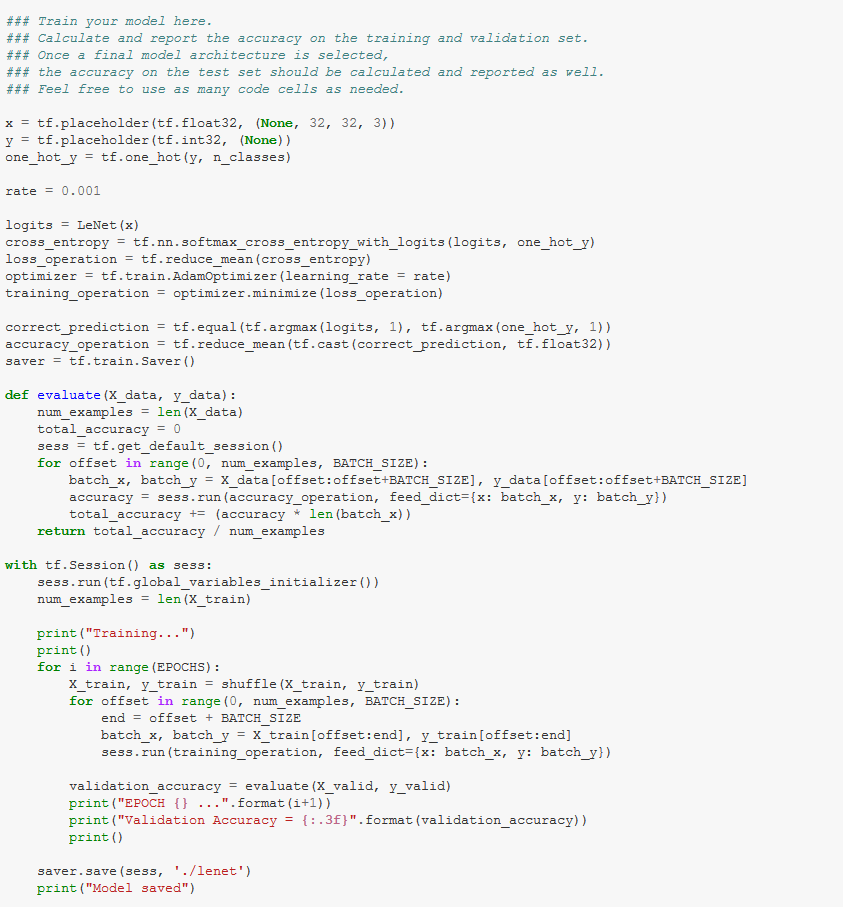 ### Train your model here.
### Calculate and report the accuracy on the training and validation set.
### Once a final model architecture is selected,
### the accuracy on the test set should be calculated and reported as well.
### Feel free to use as many code cells as needed.

x = tf.placeholder(tf.float32, (None, 32, 32, 3))
y = tf.placeholder(tf.int32, (None))
one_hot_y = tf.one_hot(y, n_classes)

rate = 0.001

logits = LeNet(x)
cross_entropy = tf.nn.softmax_cross_entropy_with_logits(logits, one_hot_y)
loss_operation = tf.reduce_mean(cross_entropy)
optimizer = tf.train.AdamOptimizer(learning_rate = rate)
training_operation = optimizer.minimize(loss_operation)

correct_prediction = tf.equal(tf.argmax(logits, 1), tf.argmax(one_hot_y, 1))
accuracy_operation = tf.reduce_mean(tf.cast(correct_prediction, tf.float32))
saver = tf.train.Saver()

def evaluate(X_data, y_data):
    num_examples = len(X_data)
    total_accuracy = 0
    sess = tf.get_default_session()
    for offset in range(0, num_examples, BATCH_SIZE):
        batch_x, batch_y = X_data[offset:offset+BATCH_SIZE], y_data[offset:offset+BATCH_SIZE]
        accuracy = sess.run(accuracy_operation, feed_dict={x: batch_x, y: batch_y})
        total_accuracy += (accuracy * len(batch_x))
    return total_accuracy / num_examples

with tf.Session() as sess:
    sess.run(tf.global_variables_initializer())
    num_examples = len(X_train)

    print("Training...")
    print()
    for i in range(EPOCHS):
        X_train, y_train = shuffle(X_train, y_train)
        for offset in range(0, num_examples, BATCH_SIZE):
            end = offset + BATCH_SIZE
            batch_x, batch_y = X_train[offset:end], y_train[offset:end]
            sess.run(training_operation, feed_dict={x: batch_x, y: batch_y})

        validation_accuracy = evaluate(X_valid, y_valid)
        print("EPOCH {} ...".format(i+1))
        print("Validation Accuracy = {:.3f}".format(validation_accuracy))
        print()

    saver.save(sess, './lenet')
    print("Model saved")